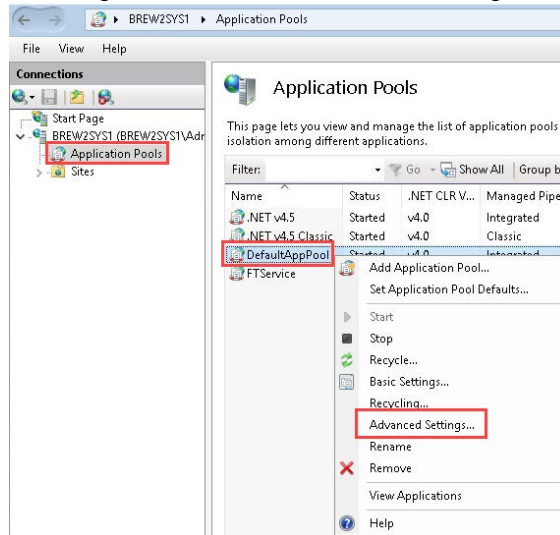 BREW2SYS1 Application Pools
File View Help
Connections
Start Page
BREW2SYS1 (BREW2SYS1\Adr
Application Pools
Sites
Application Pools
This page lets you view and manage the list of application pools
isolation among different applications.
Filter: Go Show All Group b
Name Status .NET CLR V... Managed Pipe
.NET v4.5 Started v4.0 Integrated
.NET v4.5 Classic Started v4.0 Classic
DefaultAppPool Started v4.0 Integrated
FTService
Add Application Pool...
Set Application Pool Defaults...
Start
Stop
Recycle...
Basic Settings...
Recycling...
Advanced Settings...
Rename
Remove
View Applications
Help